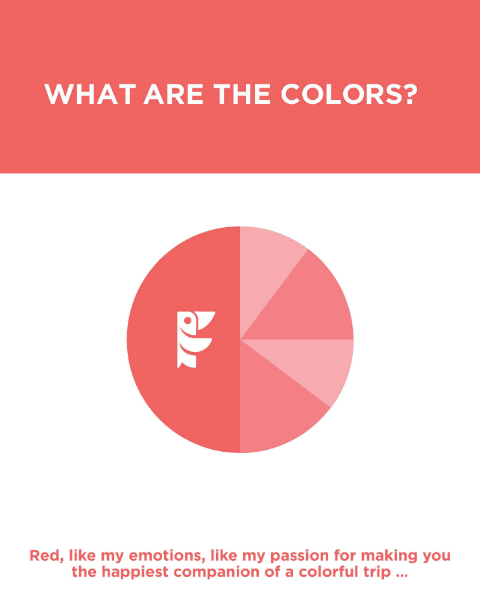 WHAT ARE THE COLORS?
Red, like my emotions, like my passion for making you
the happiest companion of a colorful trip ...